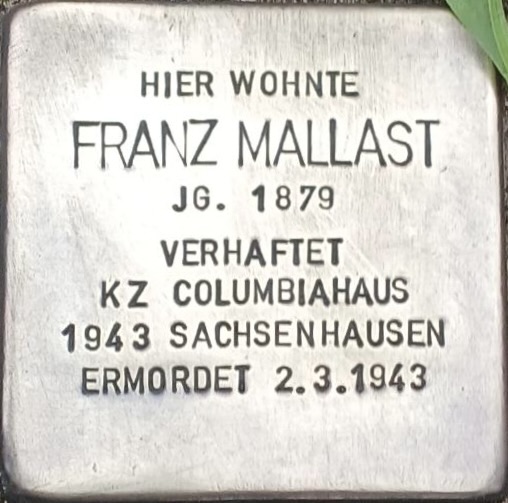 HIER WOHNTE
FRANZ MALLAST
JG. 1879
VERHAFTET
KZ COLUMBIAHAUS
1943 SACHSENHAUSEN
ERMORDET 2.3.1943